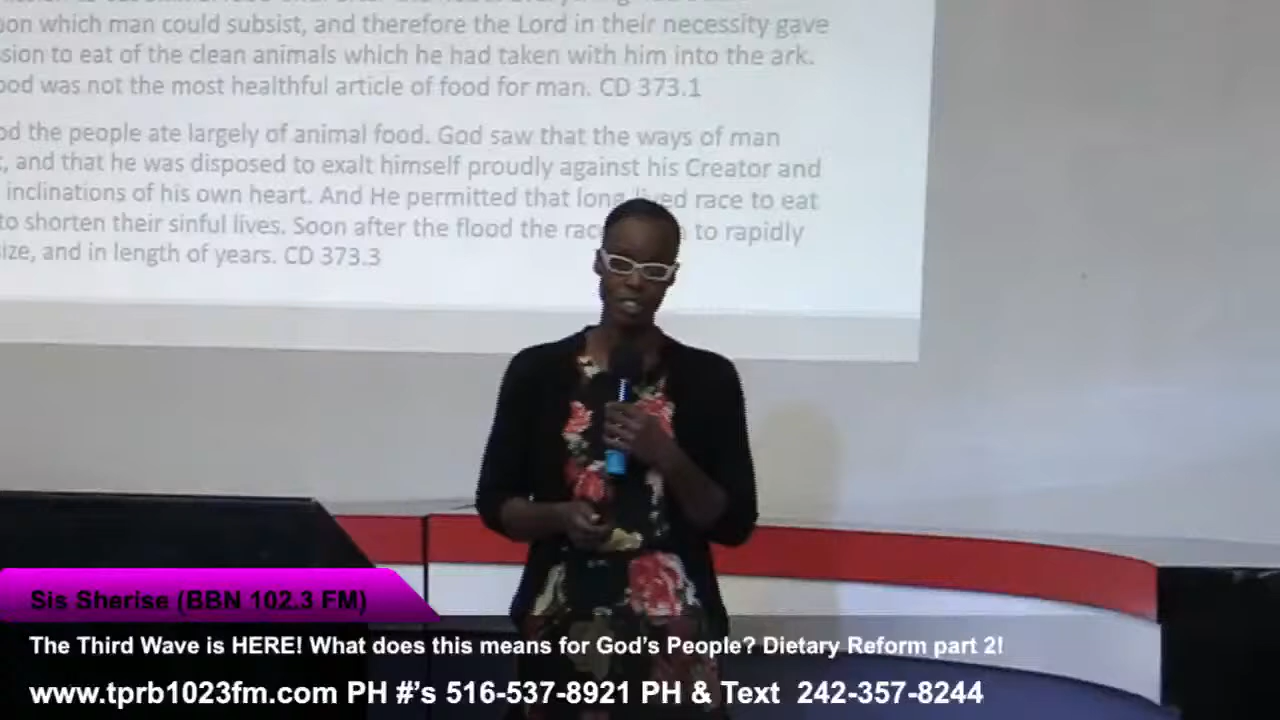 on which man could subsist, and therefore the Lord in their necessity gave
sion to eat of the clean animals which he had taken with him into the ark.
ood was not the most healthful article of food for man. CD 373.1
od the people ate largely of animal food. God saw that the ways of man
and that he was disposed to exalt himself proudly against his Creator and
inclinations of his own heart. And He permitted that long lived race to eat
to shorten their sinful lives. Soon after the flood the rac to rapidly
ize, and in length of years. CD 373.3
Sis Sherise (BBN 102.3 FM)
The Third Wave is HERE! What does this means for God's People? Dietary Reform part 2!
www.tprb1023fm.com PH #'s 516-537-8921 PH & Text 242-357-8244